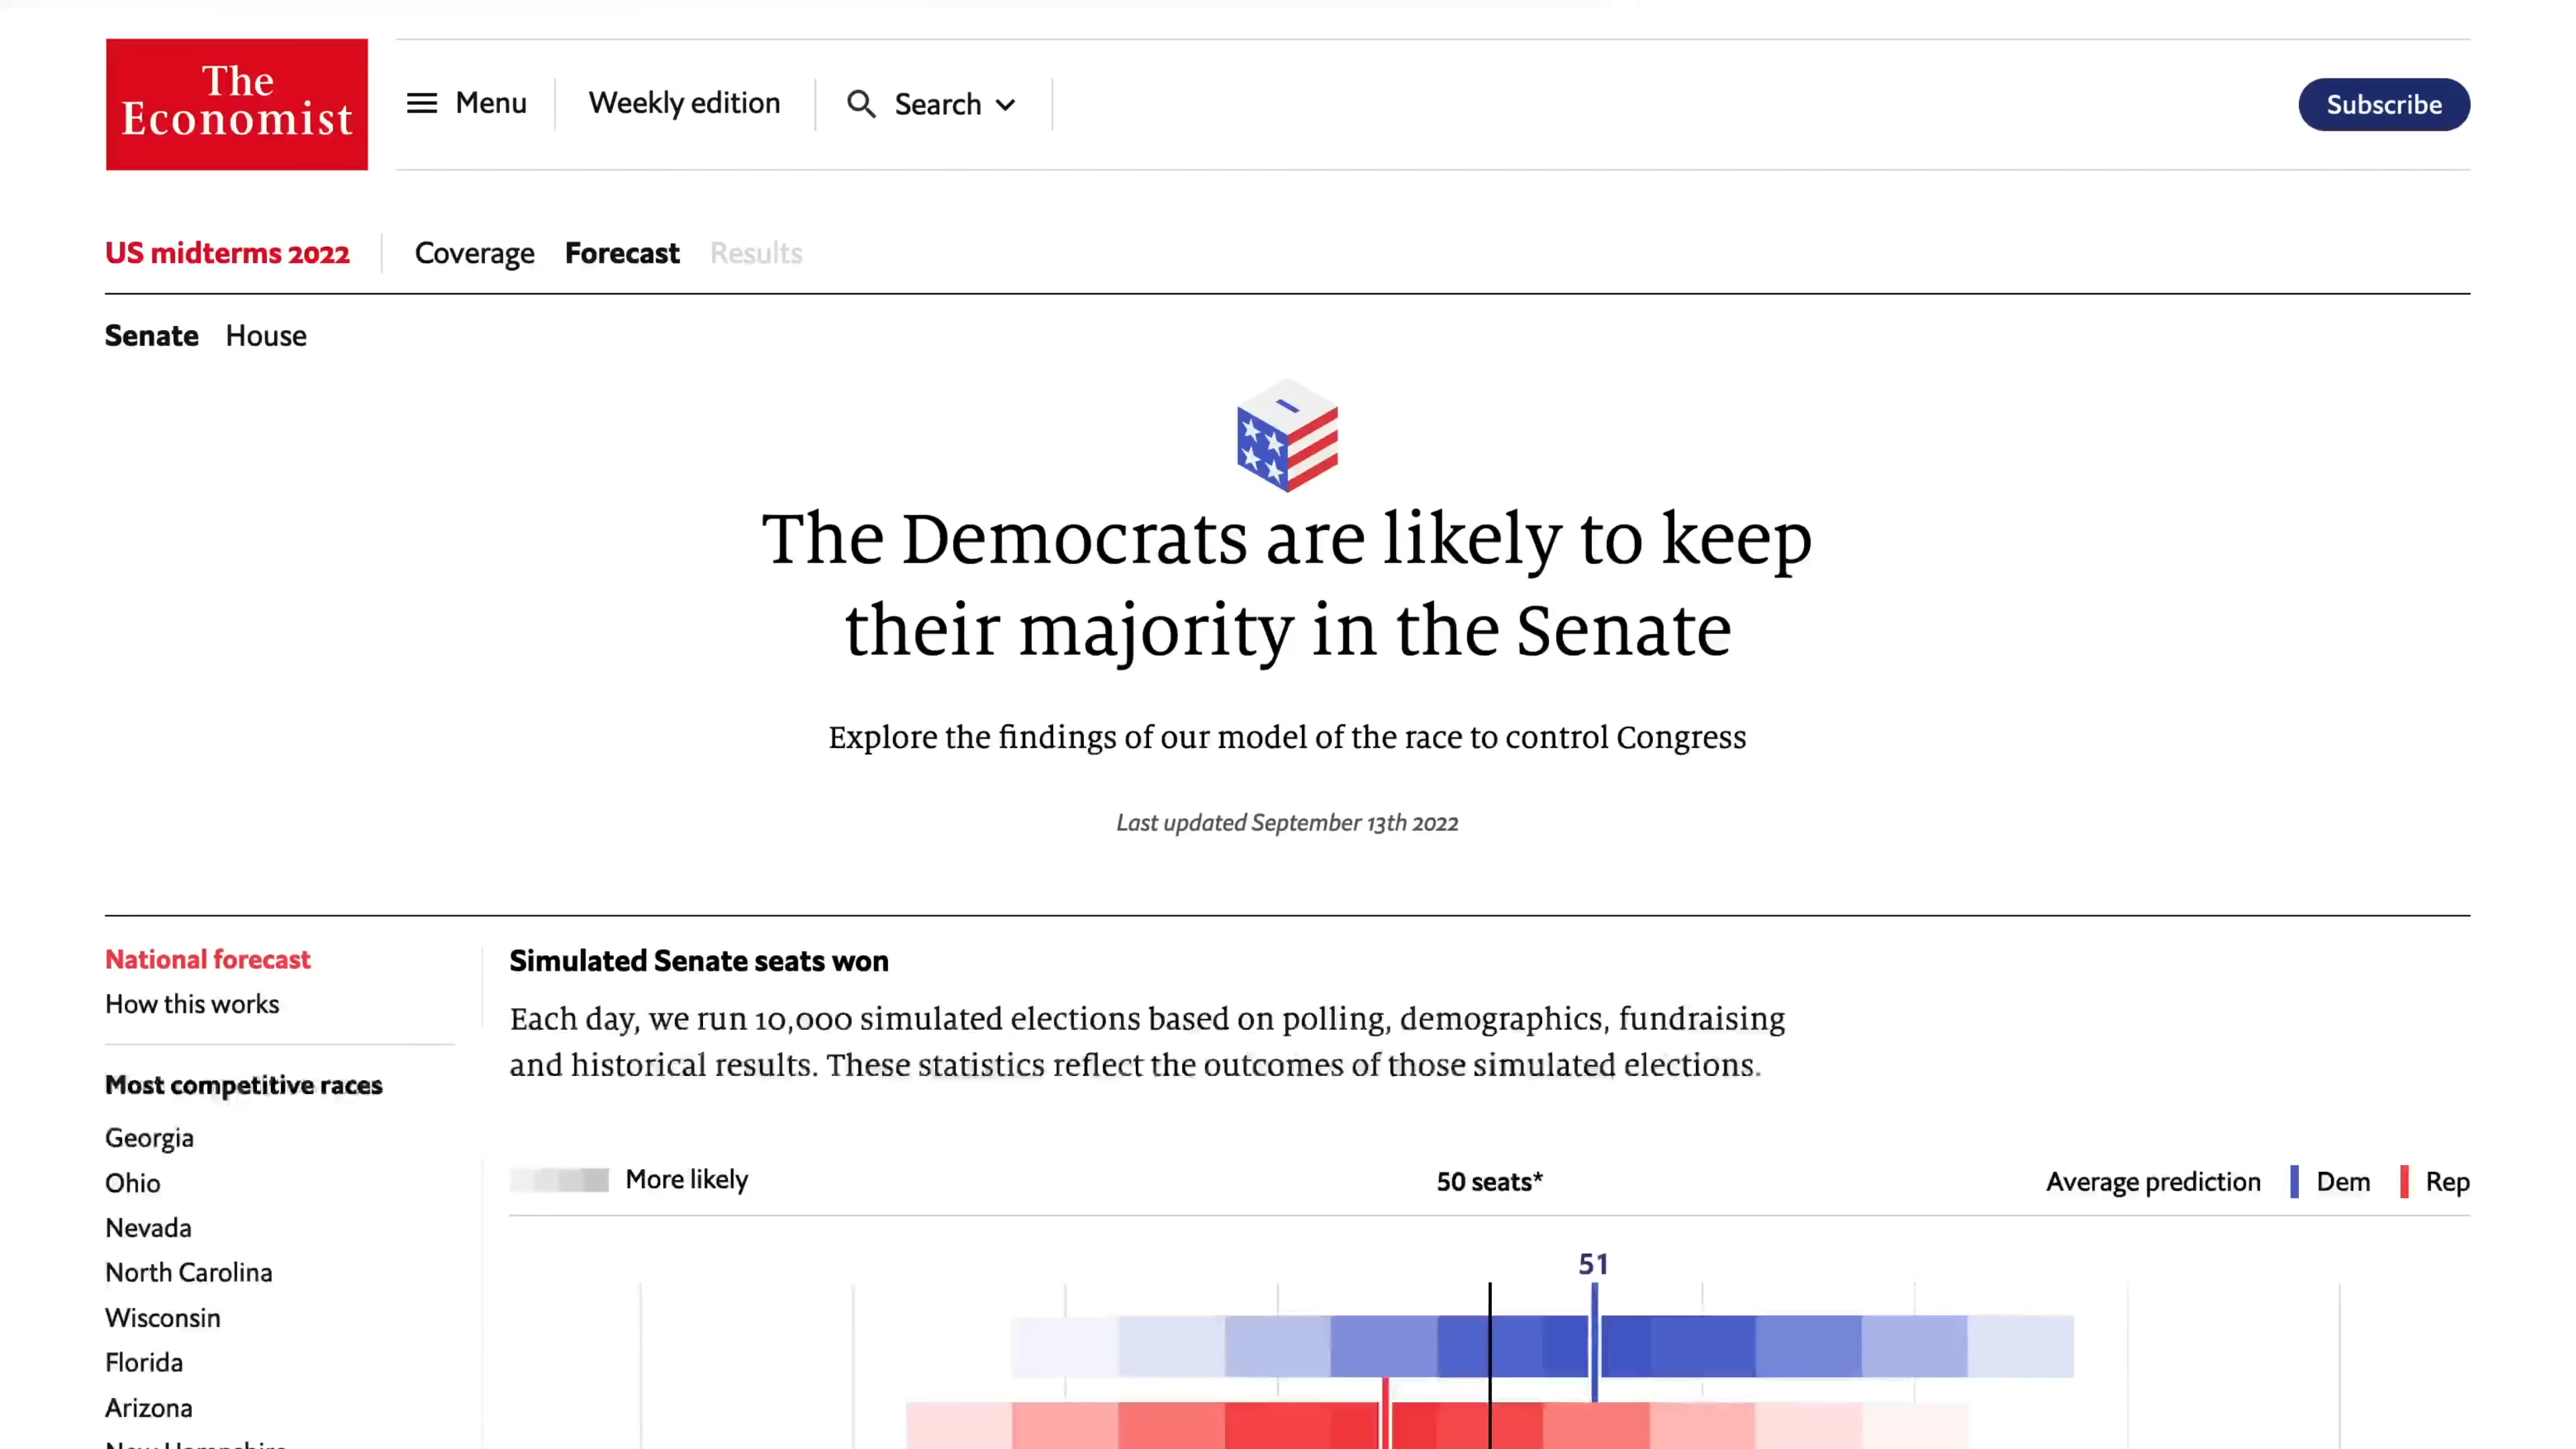 The
Economist
Menu
Weekly edition
Search
Subscribe
US midterms 2022
Coverage
Forecast
Results
Senate
House
The Democrats are likely to keep
their majority in the Senate
Explore the findings of our model of the race to control Congress
Last updated September 13th 2022
National forecast
How this works
Most competitive races
Georgia
Ohio
Nevada
North Carolina
Wisconsin
Florida
Arizona
Simulated Senate seats won
Each day, we run 10,000 simulated elections based on polling, demographics, fundraising
and historical results. These statistics reflect the outcomes of those simulated elections.
More likely
50 seats*
Average prediction
Dem
Rep
51